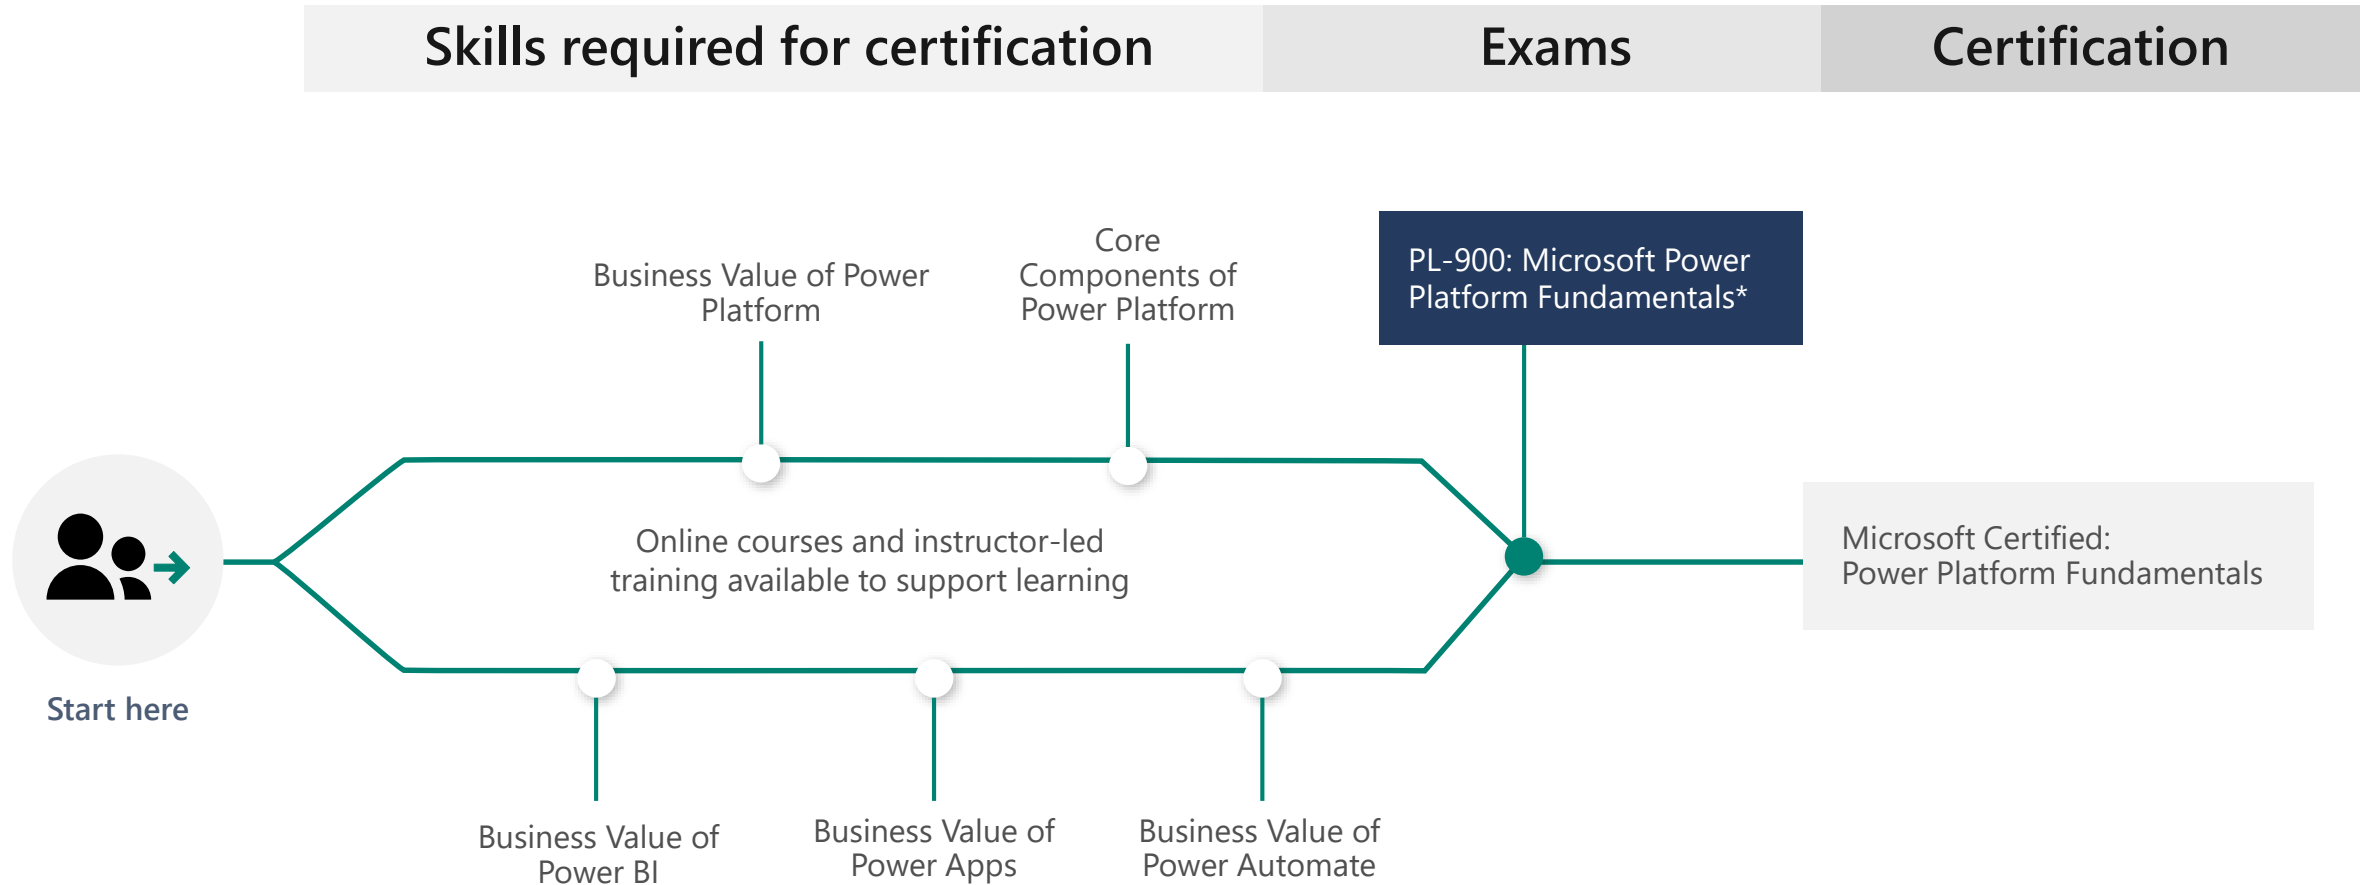 Skills required for certification
Exams
Certification
Business Value of Power
Platform
Core
Components of
Power Platform
PL-900: Microsoft Power
Platform Fundamentals*
Online courses and instructor-led
training available to support learning
Microsoft Certified:
Power Platform Fundamentals
Start here
Business Value of
Power BI
Business Value of
Power Apps
Business Value of
Power Automate